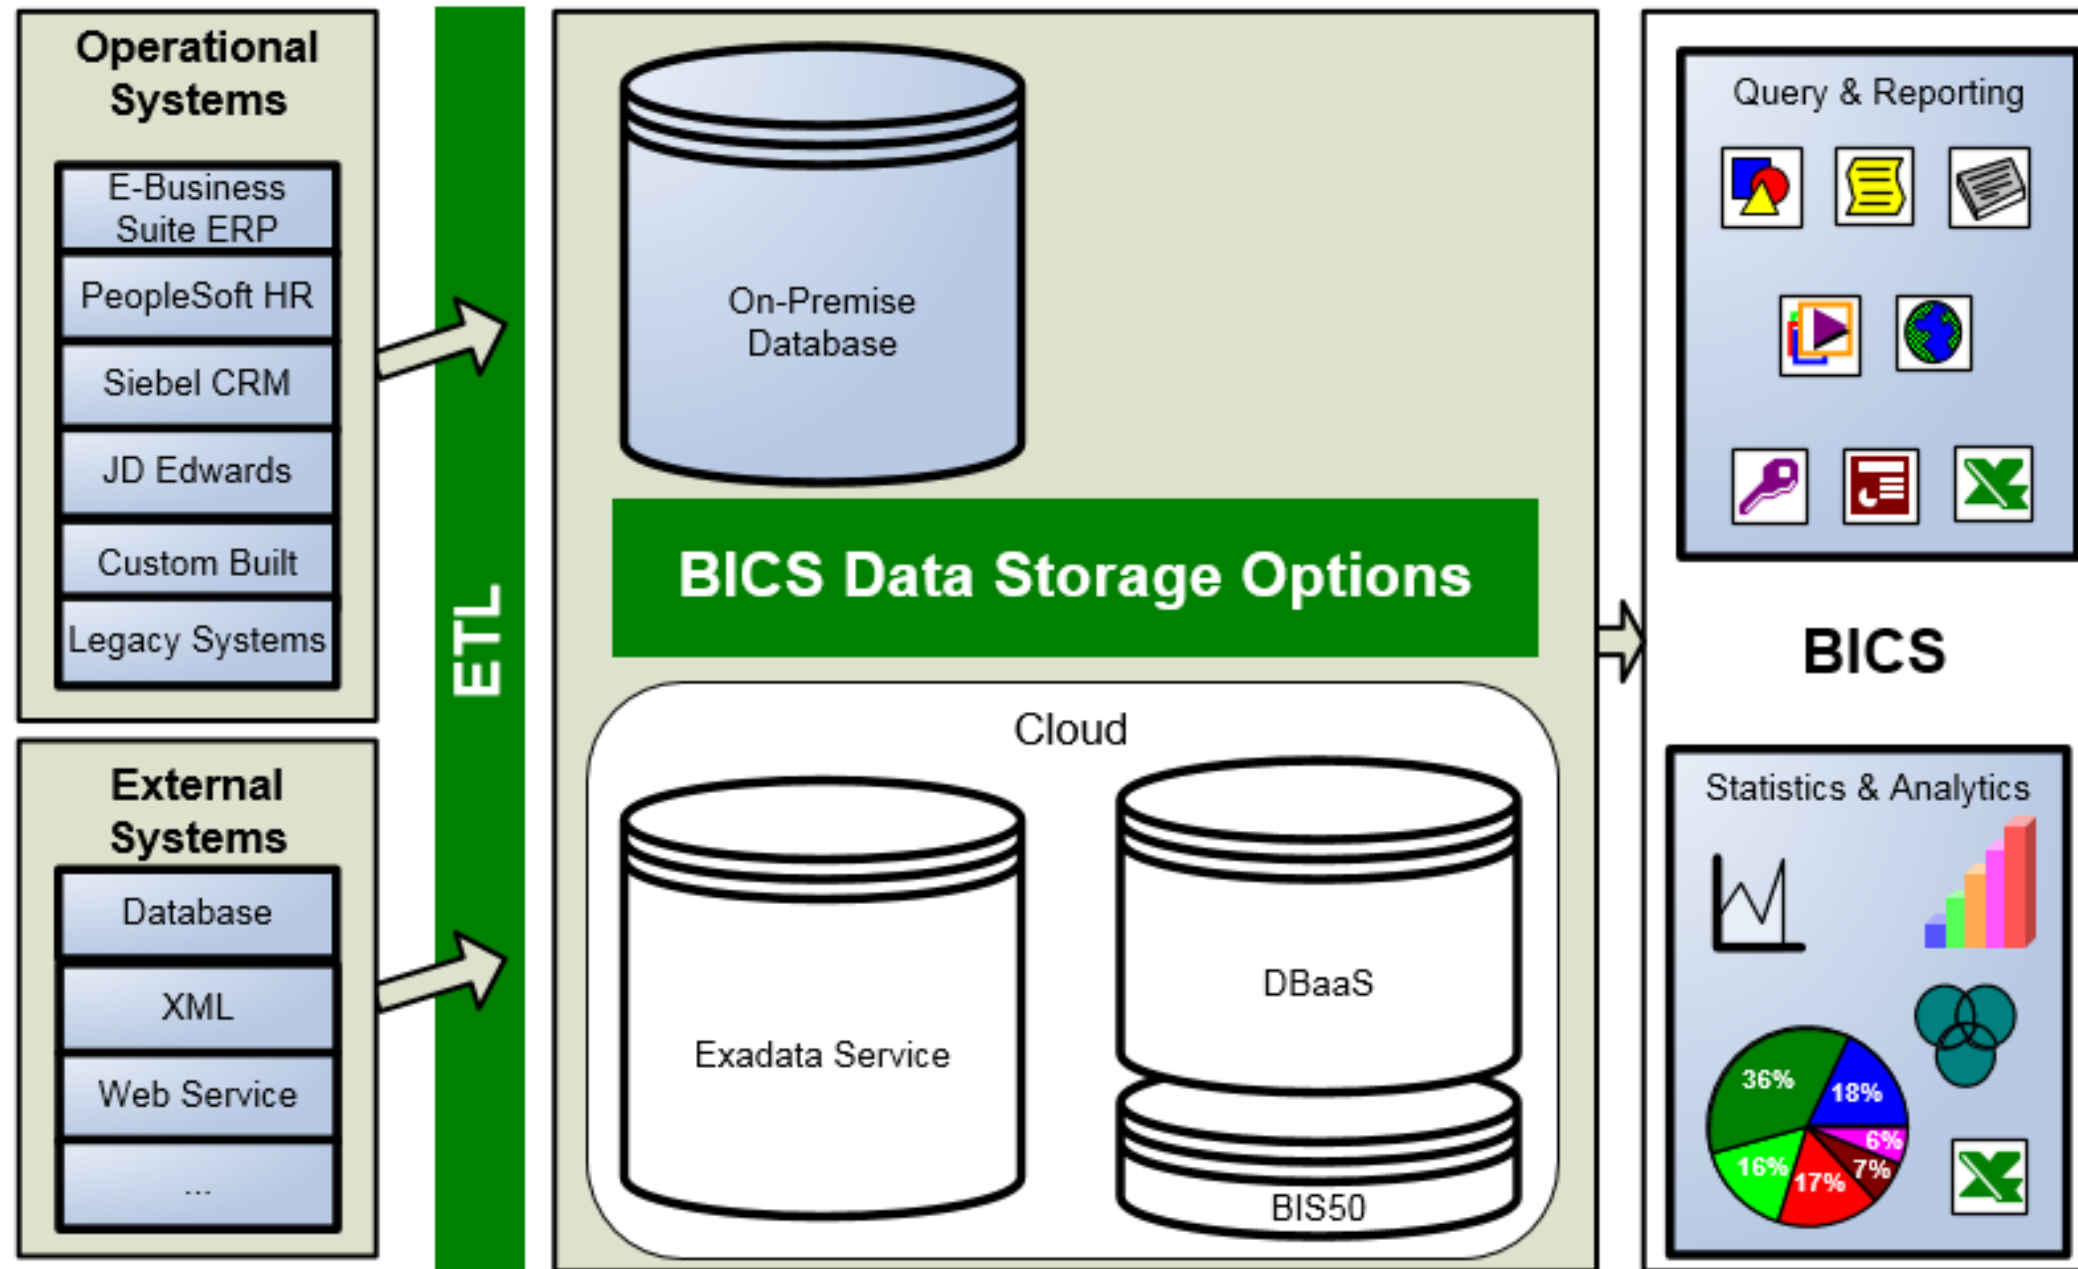 Operational
Systems
E-Business
Suite ERP
PeopleSoft HR
Siebel CRM
JD Edwards
Custom Built
Legacy Systems
External
Systems
Database
XML
Web Service
...
ETL
On-Premise
Database
BICS Data Storage Options
Cloud
Exadata Service
DBaaS
BIS50
Query & Reporting
BICS
Statistics & Analytics
36%
18%
6%
7%
17%
16%